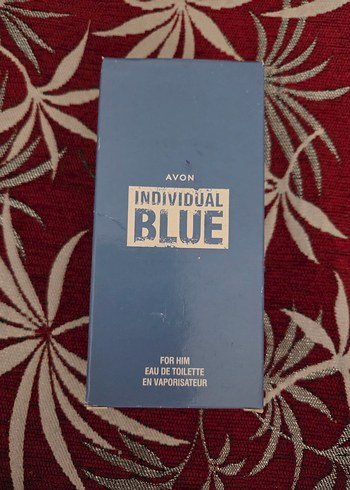 AVON
INDIVIDUAL
BLUE
FOR HIM
EAU DE TOILETTE
EN VAPORISATEUR